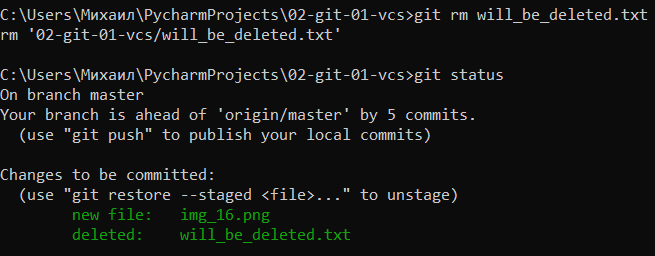 C:\Users\Михаил\PycharmProjects\02-git-01-vcs>git rm will_be_deleted.txt
rm '02-git-01-vcs/will_be_deleted.txt'
C:\Users\Михаил\PycharmProjects\02-git-01-vcs>git status
On branch master
Your branch is ahead of 'origin/master' by 5 commits.
  (use "git push" to publish your local commits)
Changes to be committed:
  (use "git restore --staged <file>..." to unstage)
        new file:   img_16.png
        deleted:    will_be_deleted.txt